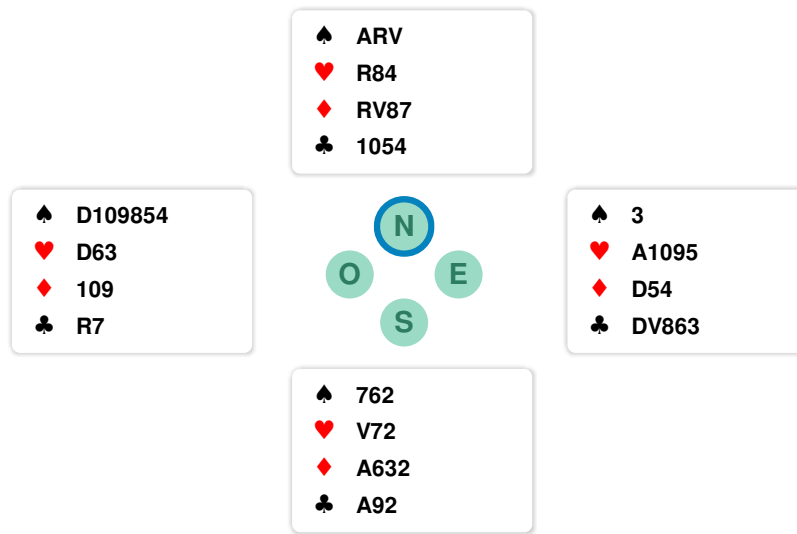 ♠ ARV
♥ R84
♦ RV87
♣ 1054
♠ D109854
♥ D63
♦ 109
♣ R7
N
O E
S
♠ 3
♥ A1095
♦ D54
♣ DV863
♠ 762
♥ V72
♦ A632
♣ A92